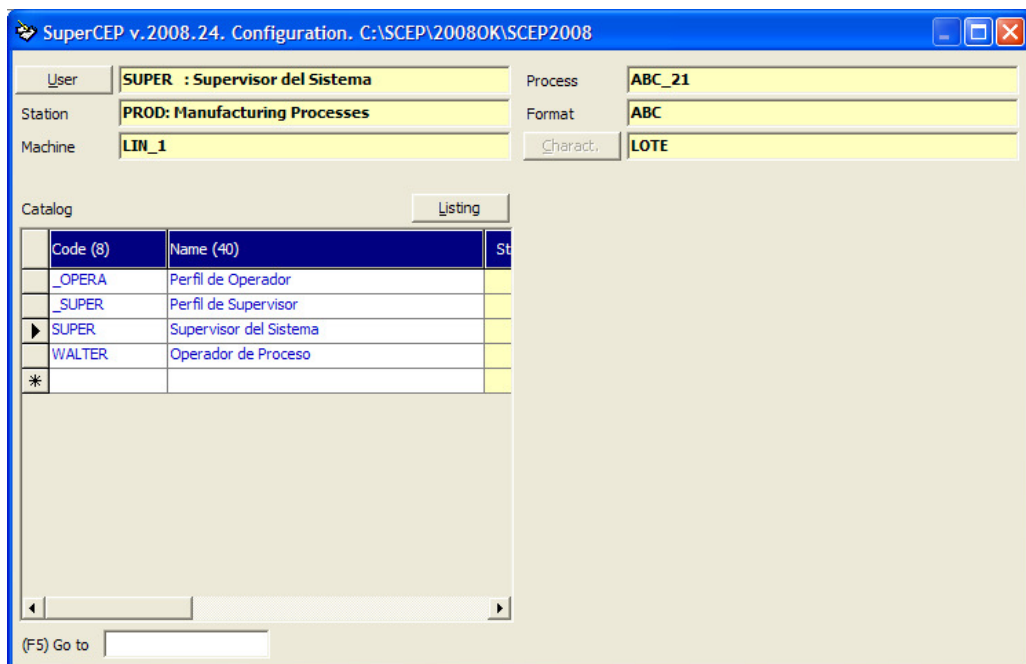 SuperCEP v.2008.24. Configuration. C:\SCEP\2008OK\SCEP2008
User SUPER : Supervisor del Sistema Process ABC_21
Station PROD: Manufacturing Processes Format ABC
Machine LIN_1 Charact. LOTE
Catalog Listing
Code (8) Name (40) St
_OPERA Perfil de Operador
_SUPER Perfil de Supervisor
SUPER Supervisor del Sistema
WALTER Operador de Proceso
(F5) Go to